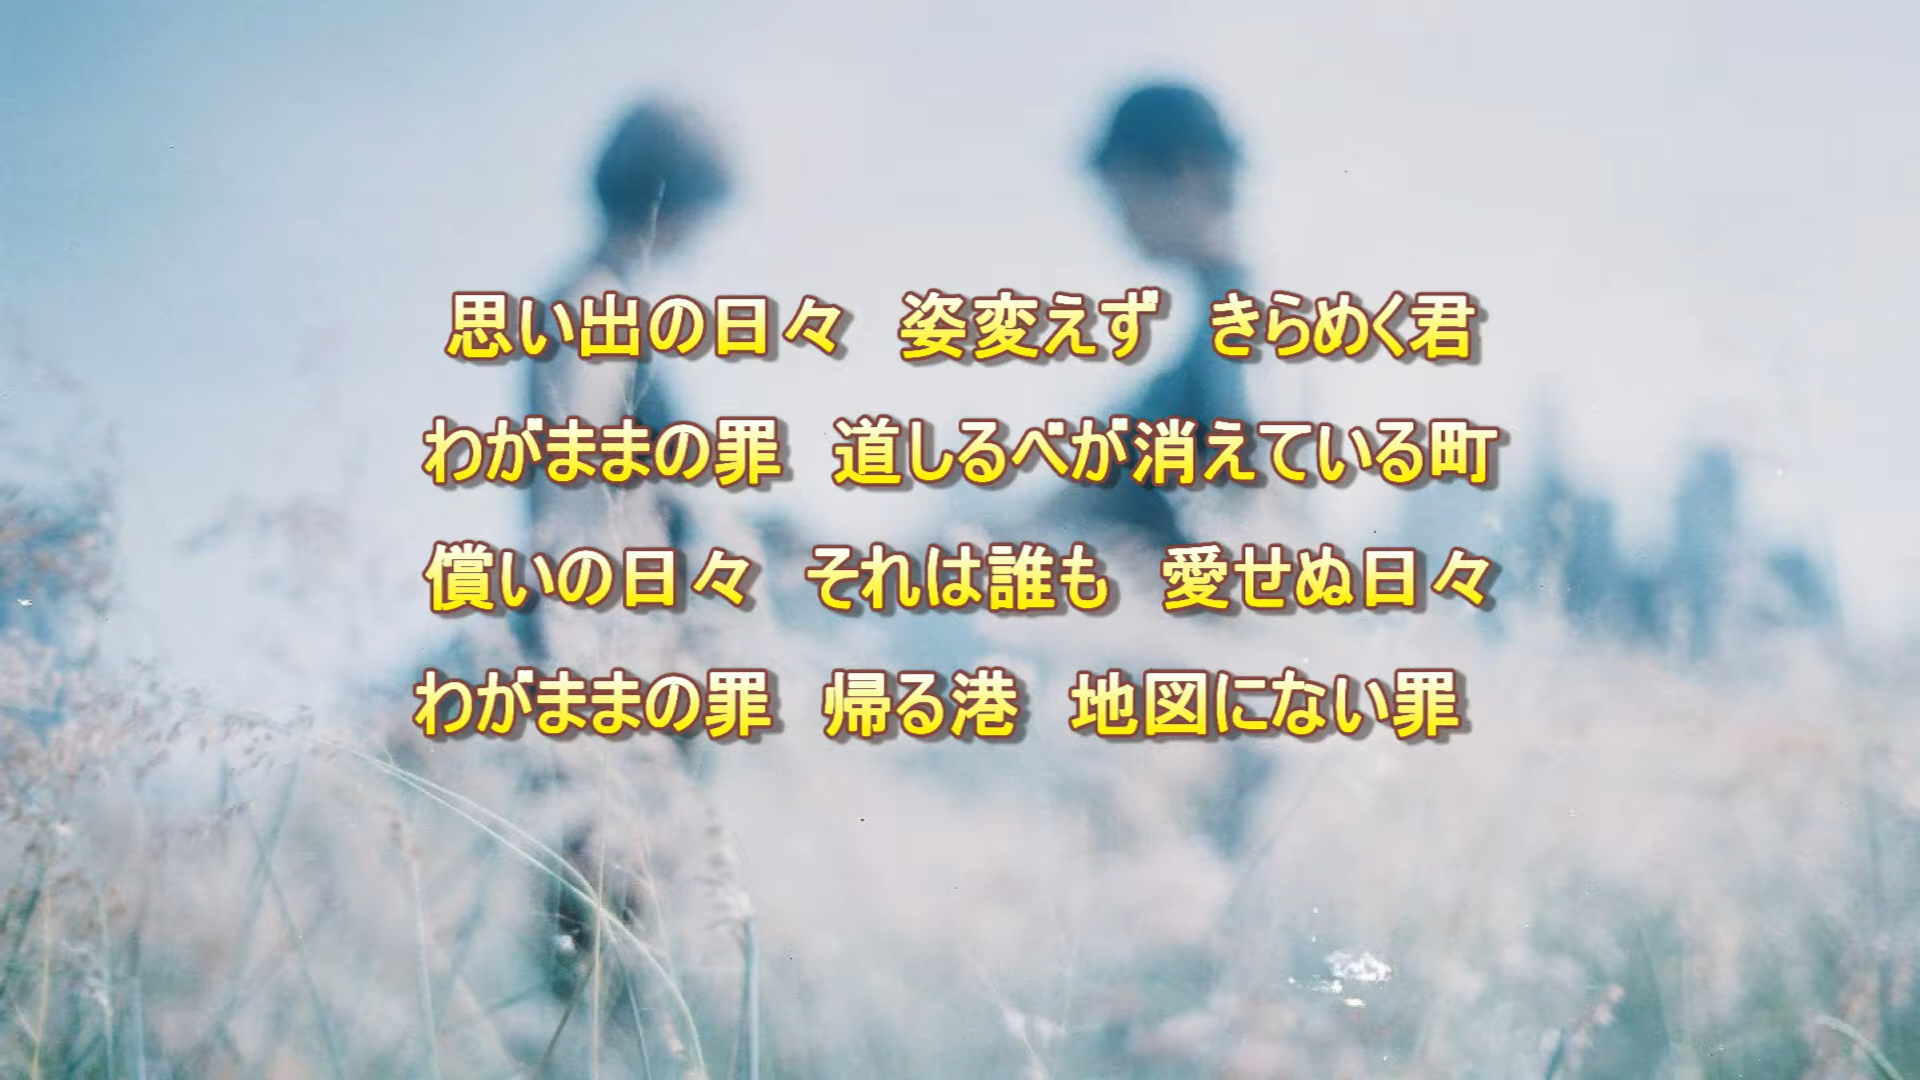 思い出の日々　姿変えず　きらめく君
わがままの罪　道しるべが消えている町
償いの日々　それは誰も　愛せぬ日々
わがままの罪　帰る港　地図にない罪